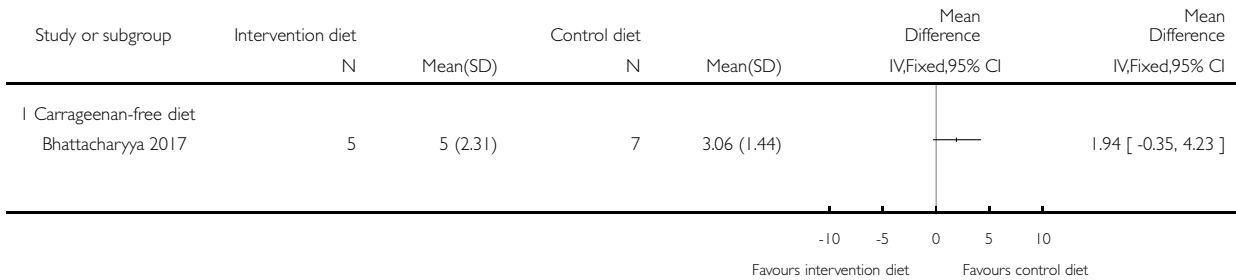 Study or subgroup Intervention diet Control diet Mean Difference Mean Difference
N Mean(SD) N Mean(SD) IV,Fixed,95% CI IV,Fixed,95% CI
1 Carrageenan-free diet
Bhattacharyya 2017 5 5 (2.31) 7 3.06 (1.44) 1.94 [ -0.35, 4.23 ]
-10 -5 0 5 10
Favours intervention diet Favours control diet